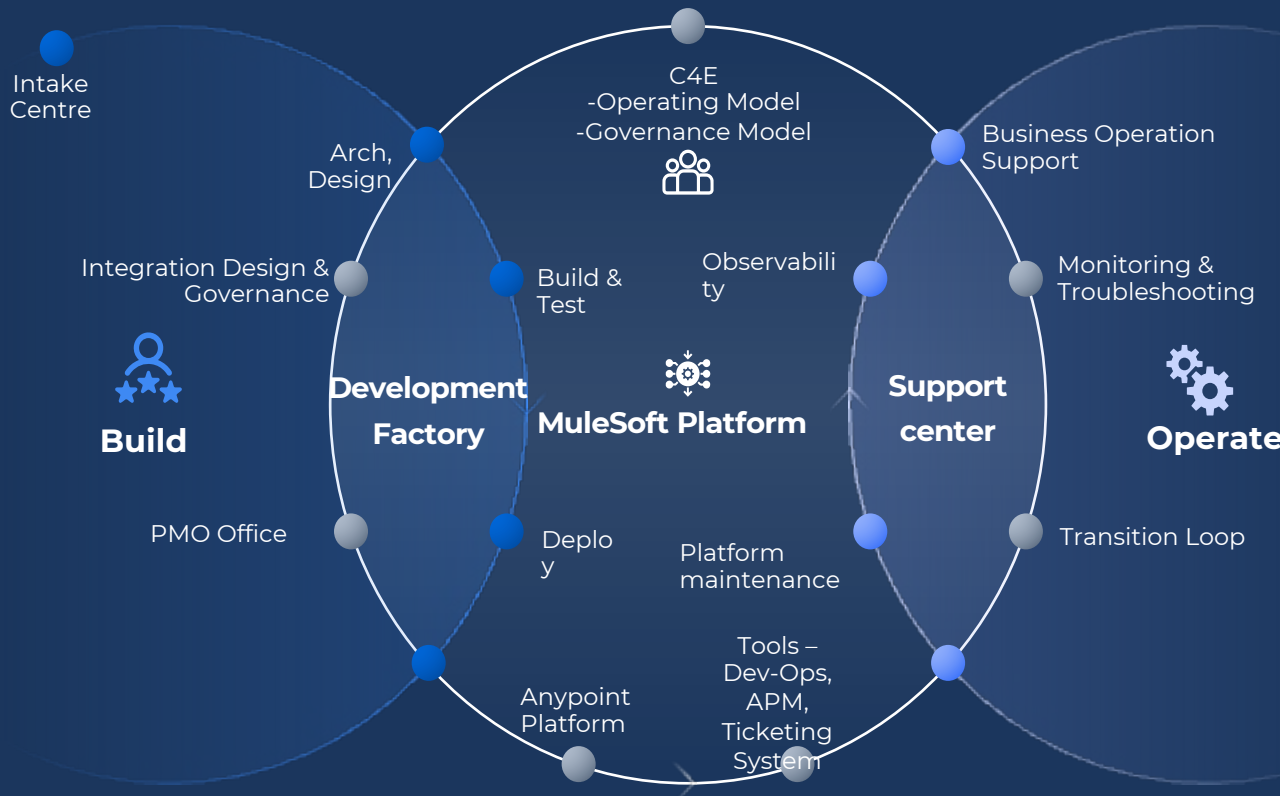 Intake
Centre
C4E
-Operating Model
-Governance Model
Arch,
Design
Business Operation
Support
Integration Design &
Governance
Build &
Test
Observabili
ty
Monitoring &
Troubleshooting
Build
Development
Factory
MuleSoft Platform
Support
center
Operate
PMO Office
Deplo
y
Platform
maintenance
Transition Loop
Anypoint
Platform
Tools –
Dev-Ops,
APM,
Ticketing
System